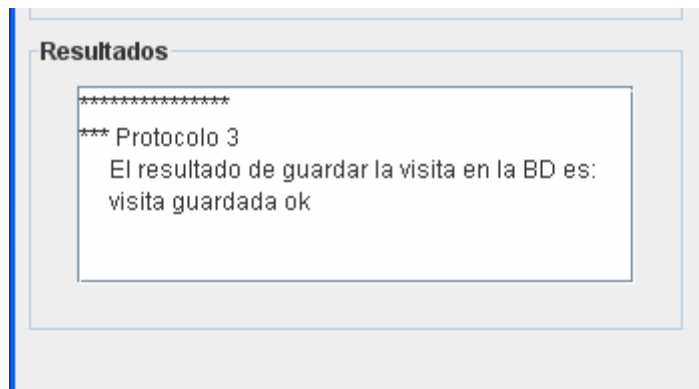 Resultados
***************
*** Protocolo 3
El resultado de guardar la visita en la BD es:
visita guardada ok